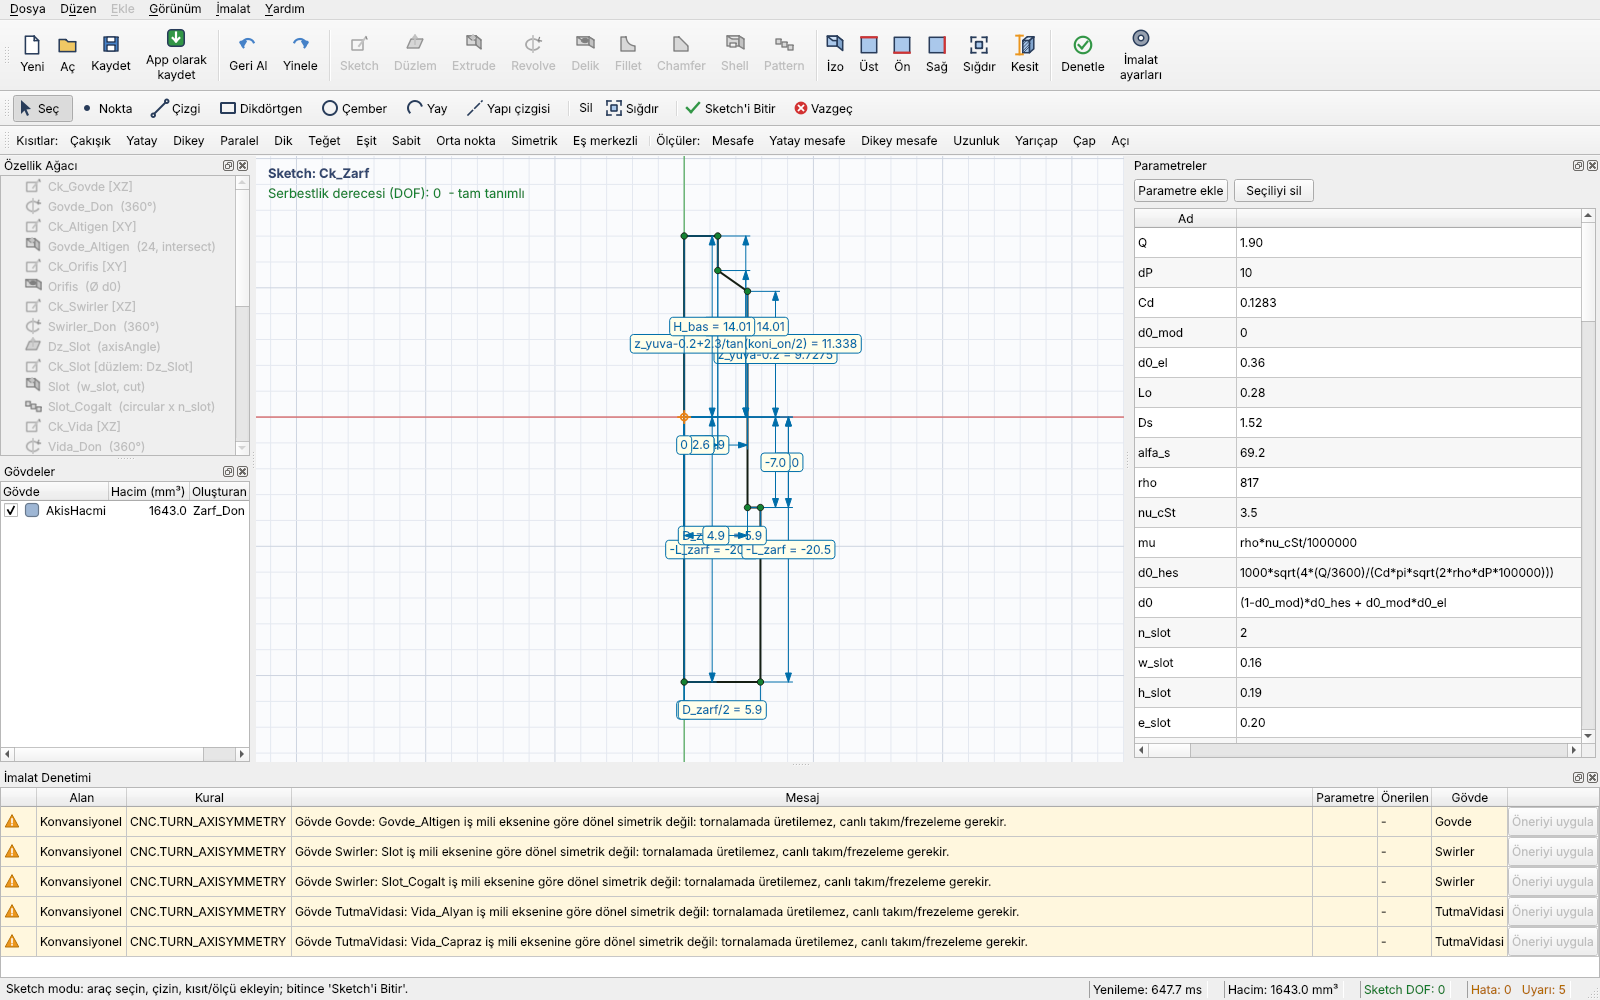 Dosya Düzen Ekle Görünüm İmalat Yardım
Yeni Aç Kaydet App olarak kaydet Geri Al Yinele Sketch Düzlem Extrude Revolve Delik Fillet Chamfer Shell Pattern İzo Üst Ön Sağ Sığdır Kesit Denetle İmalat ayarları
Seç Nokta Çizgi Dikdörtgen Çember Yay Yapı çizgisi Sil Sığdır Sketch'i Bitir Vazgeç
Kısıtlar: Çakışık Yatay Dikey Paralel Dik Teğet Eşit Sabit Orta nokta Simetrik Eş merkezli Ölçüler: Mesafe Yatay mesafe Dikey mesafe Uzunluk Yarıçap Çap Açı
Özellik Ağacı
Ck_Govde [XZ]
Govde_Don (360°)
Ck_Altigen [XY]
Govde_Altigen (24, intersect)
Ck_Orifis [XY]
Orifis (Ø d0)
Ck_Swirler [XZ]
Swirler_Don (360°)
Dz_Slot (axisAngle)
Ck_Slot [düzlem: Dz_Slot]
Slot (w_slot, cut)
Slot_Cogalt (circular x n_slot)
Ck_Vida [XZ]
Vida_Don (360°)
Gövdeler
Gövde Hacim (mm³) Oluşturan
AkisHacmi 1643.0 Zarf_Don
Sketch: Ck_Zarf
Serbestlik derecesi (DOF): 0 - tam tanımlı
H_bas = 14.01 14.01
z_yuva-0.2+2.3/tan(koni_on/2) = 11.338
z_yuva-0.2 = 9.7275
0 2.6 9
-7.0 0
4.9 5.9
-L_zarf = -20 -L_zarf = -20.5
D_zarf/2 = 5.9
Parametreler
Parametre ekle Seçiliyi sil
Ad
Q 1.90
dP 10
Cd 0.1283
d0_mod 0
d0_el 0.36
Lo 0.28
Ds 1.52
alfa_s 69.2
rho 817
nu_cSt 3.5
mu rho*nu_cSt/1000000
d0_hes 1000*sqrt(4*(Q/3600)/(Cd*pi*sqrt(2*rho*dP*100000)))
d0 (1-d0_mod)*d0_hes + d0_mod*d0_el
n_slot 2
w_slot 0.16
h_slot 0.19
e_slot 0.20
İmalat Denetimi
Alan Kural Mesaj Parametre Önerilen Gövde
Konvansiyonel CNC.TURN_AXISYMMETRY Gövde Govde: Govde_Altigen iş mili eksenine göre dönel simetrik değil: tornalamada üretilemez, canlı takım/frezeleme gerekir. - Govde Öneriyi uygula
Konvansiyonel CNC.TURN_AXISYMMETRY Gövde Swirler: Slot iş mili eksenine göre dönel simetrik değil: tornalamada üretilemez, canlı takım/frezeleme gerekir. - Swirler Öneriyi uygula
Konvansiyonel CNC.TURN_AXISYMMETRY Gövde Swirler: Slot_Cogalt iş mili eksenine göre dönel simetrik değil: tornalamada üretilemez, canlı takım/frezeleme gerekir. - Swirler Öneriyi uygula
Konvansiyonel CNC.TURN_AXISYMMETRY Gövde TutmaVidasi: Vida_Alyan iş mili eksenine göre dönel simetrik değil: tornalamada üretilemez, canlı takım/frezeleme gerekir. - TutmaVidasi Öneriyi uygula
Konvansiyonel CNC.TURN_AXISYMMETRY Gövde TutmaVidasi: Vida_Capraz iş mili eksenine göre dönel simetrik değil: tornalamada üretilemez, canlı takım/frezeleme gerekir. - TutmaVidasi Öneriyi uygula
Sketch modu: araç seçin, çizin, kısıt/ölçü ekleyin; bitince 'Sketch'i Bitir'. Yenileme: 647.7 ms Hacim: 1643.0 mm³ Sketch DOF: 0 Hata: 0 Uyarı: 5